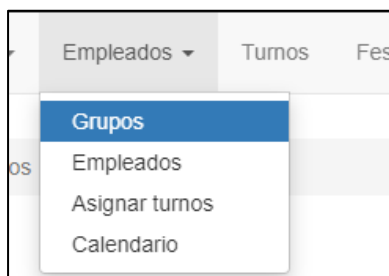 Empleados Turnos Fes
Grupos
os
Empleados
Asignar turnos
Calendario